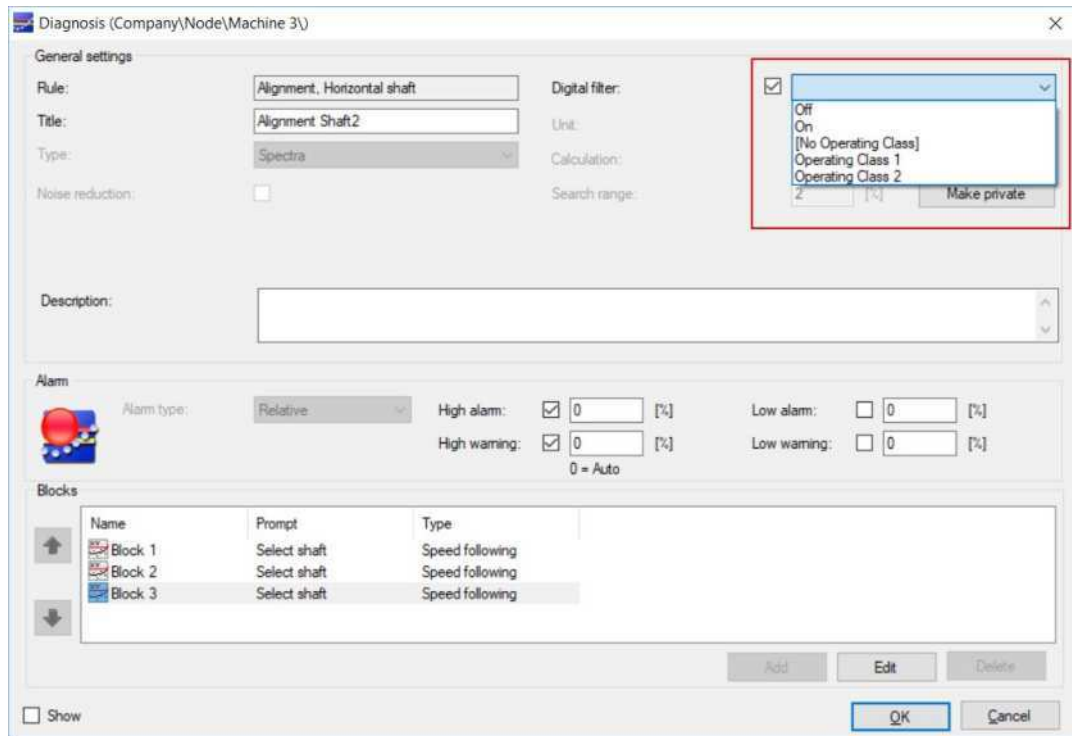 Diagnosis (Company\Node\Machine 3\)
General settings
Rule: Alignment, Horizontal shaft Digital filter:
Off
Title: Alignment Shaft2 Unit: On
[No Operating Class]
Type: Spectra Calculation: Operating Class 1
Operating Class 2
Noise reduction: Search range: 2 [%] Make private
Description:
Alarm
Alarm type: Relative High alarm: 0 [%] Low alarm: 0 [%]
High warning: 0 [%] Low warning: 0 [%]
0 = Auto
Blocks
Name Prompt Type
Block 1 Select shaft Speed following
Block 2 Select shaft Speed following
Block 3 Select shaft Speed following
Add Edit Delete
Show OK Cancel